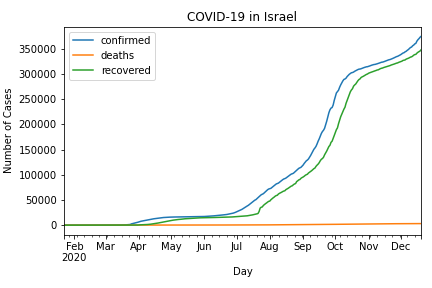 COVID-19 in Israel
confirmed
deaths
recovered
Number of Cases
350000
300000
250000
200000
150000
100000
50000
0
Feb Mar Apr May Jun Jul Aug Sep Oct Nov Dec
2020
Day